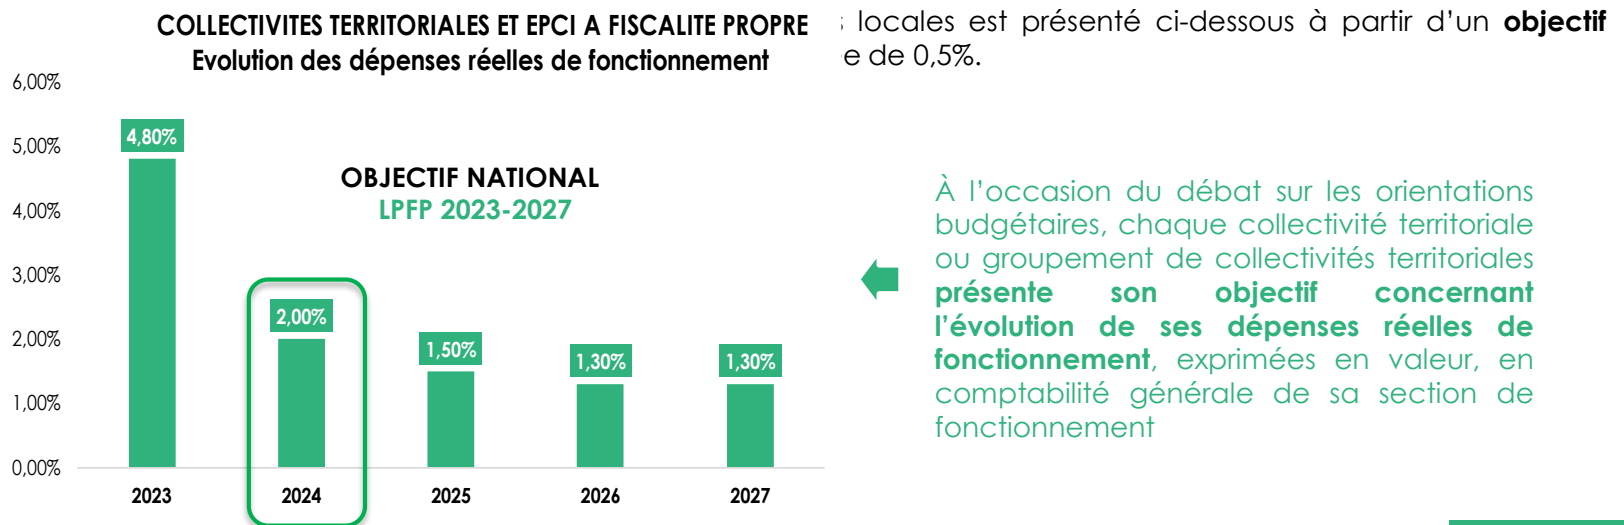 COLLECTIVITES TERRITORIALES ET EPCI A FISCALITE PROPRE
Evolution des dépenses réelles de fonctionnement
locales est présenté ci-dessous à partir d’un objectif
e de 0,5%.
6,00%
5,00%
4,00%
3,00%
2,00%
1,00%
0,00%
4,80%
2,00%
1,50%
1,30%
1,30%
OBJECTIF NATIONAL
LPFP 2023-2027
2023
2024
2025
2026
2027
À l’occasion du débat sur les orientations
budgétaires, chaque collectivité territoriale
ou groupement de collectivités territoriales
présente son objectif concernant
l’évolution de ses dépenses réelles de
fonctionnement, exprimées en valeur, en
comptabilité générale de sa section de
fonctionnement